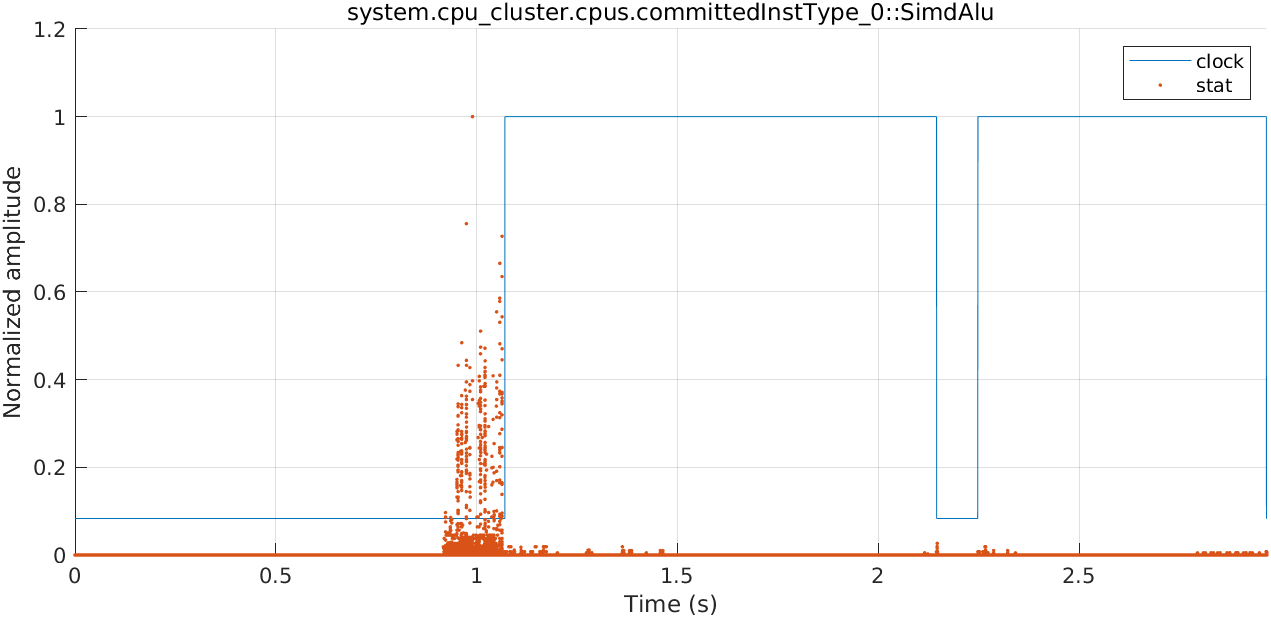 system.cpu_cluster.cpus.committedInstType_0::SimdAlu
clock
stat
Normalized amplitude
1.2
1
0.8
0.6
0.4
0.2
0
0 0.5 1 1.5 2 2.5
Time (s)